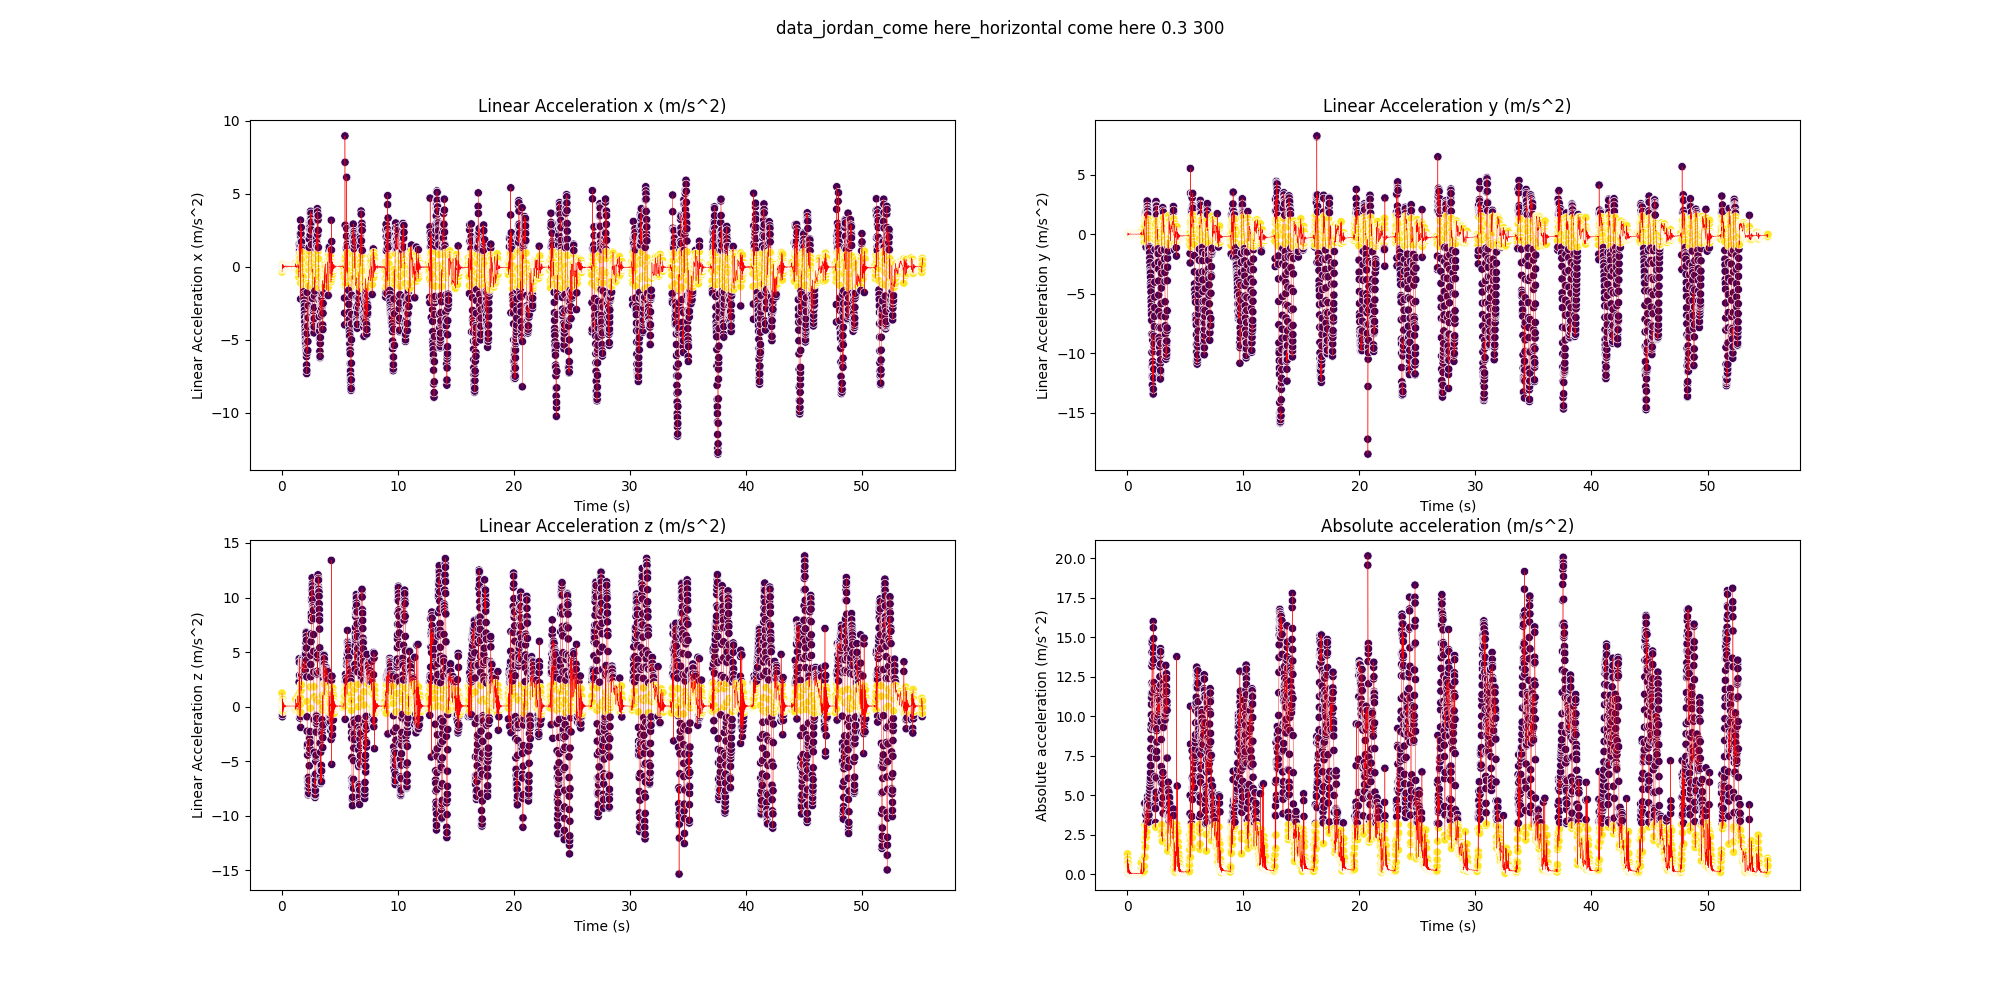 data_jordan_come here_horizontal come here 0.3 300
Linear Acceleration x (m/s^2)
Linear Acceleration x (m/s^2)
10
5
0
−5
−10
0 10 20 30 40 50
Time (s)
Linear Acceleration y (m/s^2)
Linear Acceleration y (m/s^2)
5
0
−5
−10
−15
0 10 20 30 40 50
Time (s)
Linear Acceleration z (m/s^2)
Linear Acceleration z (m/s^2)
15
10
5
0
−5
−10
−15
0 10 20 30 40 50
Time (s)
Absolute acceleration (m/s^2)
Absolute acceleration (m/s^2)
20.0
17.5
15.0
12.5
10.0
7.5
5.0
2.5
0.0
0 10 20 30 40 50
Time (s)